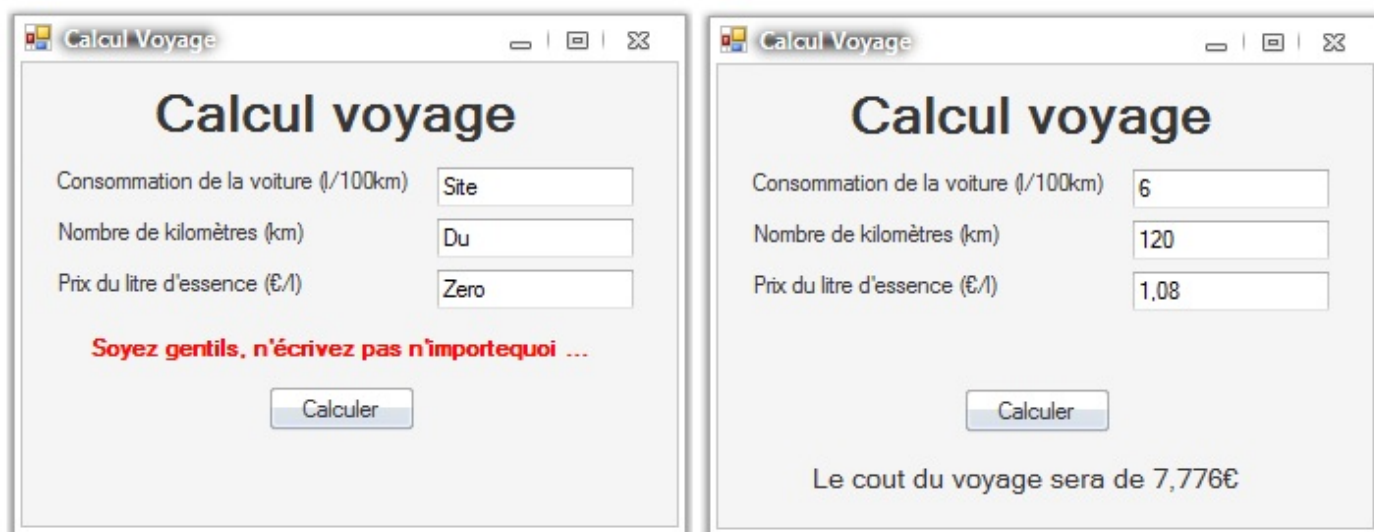 Calcul Voyage
Calcul voyage
Consommation de la voiture (l/100km) Site
Nombre de kilomètres (km) Du
Prix du litre d'essence (€/l) Zero
Soyez gentils, n'écrivez pas n'importequoi ...
Calculer
Calcul Voyage
Calcul voyage
Consommation de la voiture (l/100km) 6
Nombre de kilomètres (km) 120
Prix du litre d'essence (€/l) 1,08
Calculer
Le cout du voyage sera de 7,776€